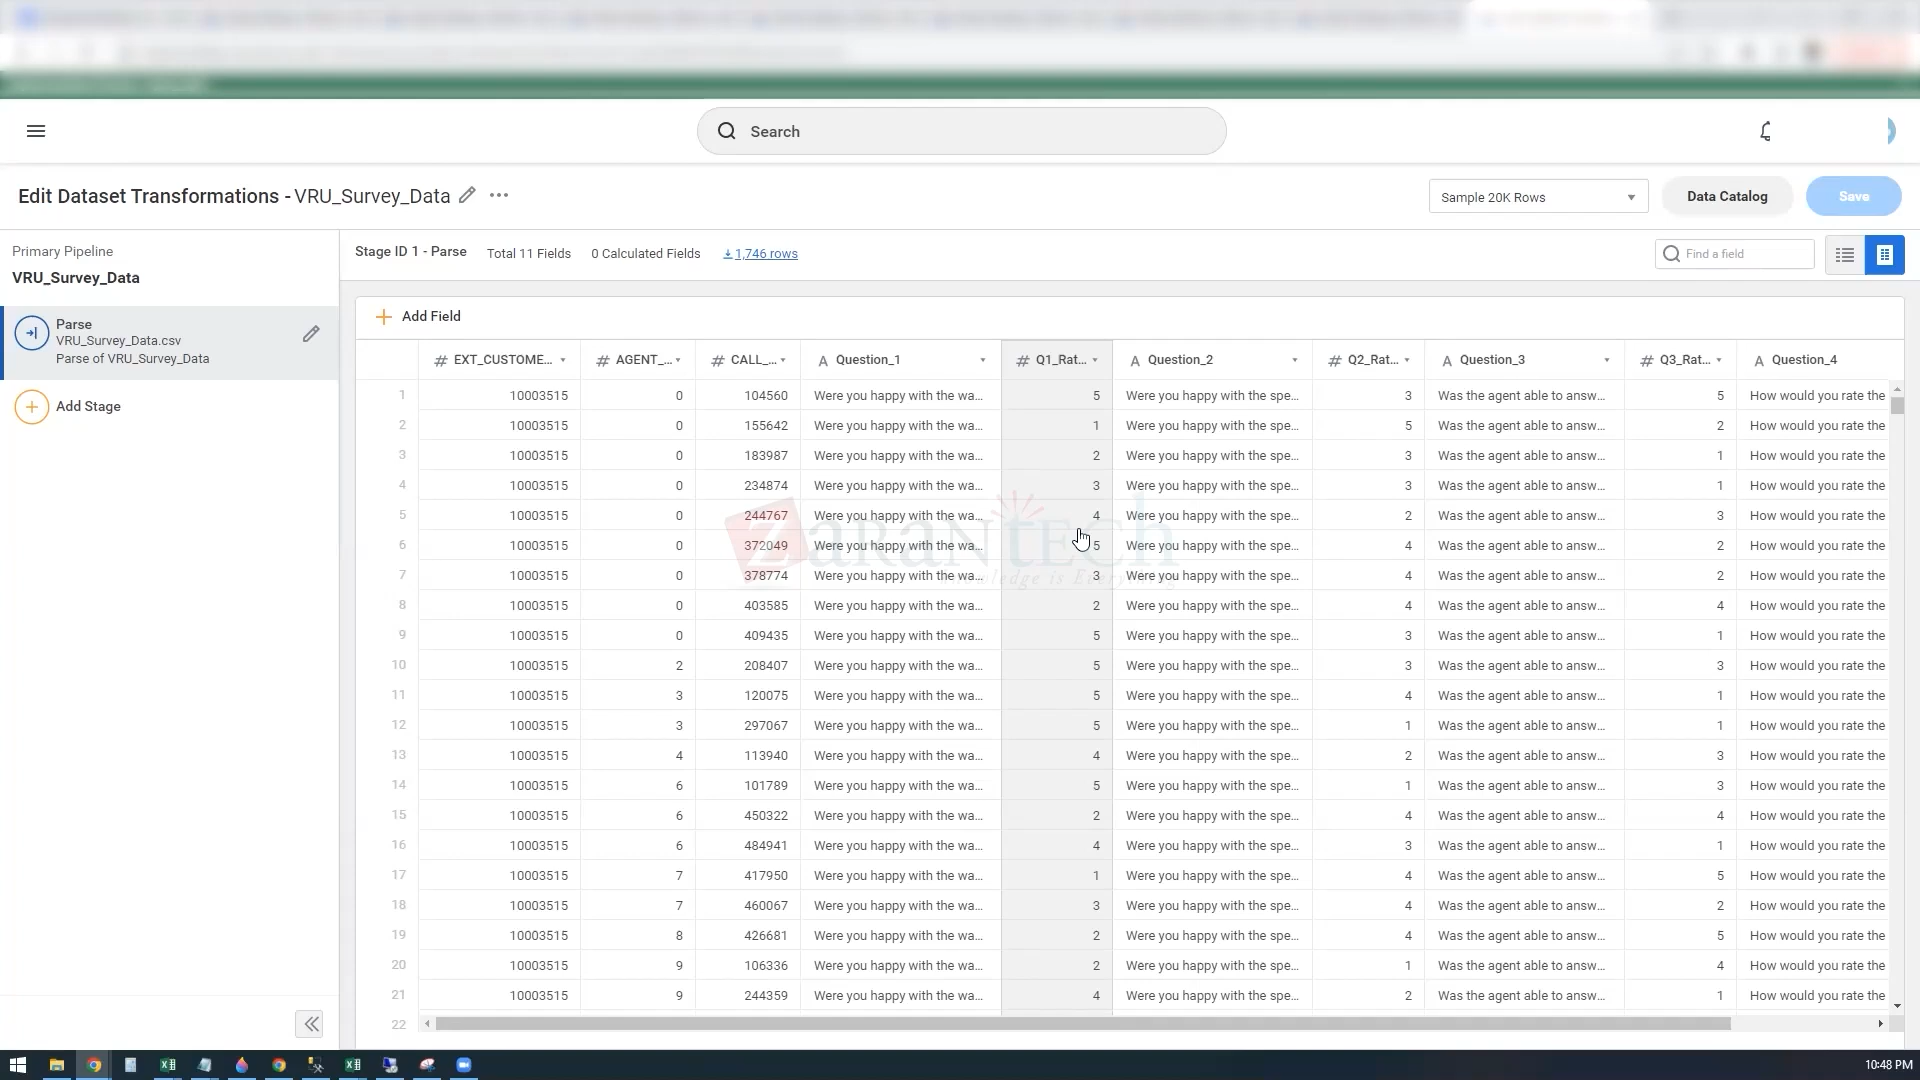 Search
Edit Dataset Transformations - VRU_Survey_Data
Sample 20K Rows
Data Catalog
Save
Primary Pipeline
VRU_Survey_Data
Parse
VRU_Survey_Data.csv
Parse of VRU_Survey_Data
Add Stage
Stage ID 1 - Parse Total 11 Fields 0 Calculated Fields 1,746 rows
Find a field
Add Field
# EXT_CUSTOME... # AGENT_... # CALL_... A Question_1 # Q1_Rat... A Question_2 # Q2_Rat... A Question_3 # Q3_Rat... A Question_4
1 10003515 0 104560 Were you happy with the wa... 5 Were you happy with the spe... 3 Was the agent able to answ... 5 How would you rate the
2 10003515 0 155642 Were you happy with the wa... 1 Were you happy with the spe... 5 Was the agent able to answ... 2 How would you rate the
3 10003515 0 183987 Were you happy with the wa... 2 Were you happy with the spe... 3 Was the agent able to answ... 1 How would you rate the
4 10003515 0 234874 Were you happy with the wa... 3 Were you happy with the spe... 3 Was the agent able to answ... 1 How would you rate the
5 10003515 0 244767 Were you happy with the wa... 4 Were you happy with the spe... 2 Was the agent able to answ... 3 How would you rate the
6 10003515 0 372049 Were you happy with the wa... 5 Were you happy with the spe... 4 Was the agent able to answ... 2 How would you rate the
7 10003515 0 378774 Were you happy with the wa... 3 Were you happy with the spe... 4 Was the agent able to answ... 2 How would you rate the
8 10003515 0 403585 Were you happy with the wa... 2 Were you happy with the spe... 4 Was the agent able to answ... 4 How would you rate the
9 10003515 0 409435 Were you happy with the wa... 5 Were you happy with the spe... 3 Was the agent able to answ... 1 How would you rate the
10 10003515 2 208407 Were you happy with the wa... 5 Were you happy with the spe... 3 Was the agent able to answ... 3 How would you rate the
11 10003515 3 120075 Were you happy with the wa... 5 Were you happy with the spe... 4 Was the agent able to answ... 1 How would you rate the
12 10003515 3 297067 Were you happy with the wa... 5 Were you happy with the spe... 1 Was the agent able to answ... 1 How would you rate the
13 10003515 4 113940 Were you happy with the wa... 4 Were you happy with the spe... 2 Was the agent able to answ... 3 How would you rate the
14 10003515 6 101789 Were you happy with the wa... 5 Were you happy with the spe... 1 Was the agent able to answ... 3 How would you rate the
15 10003515 6 450322 Were you happy with the wa... 2 Were you happy with the spe... 4 Was the agent able to answ... 4 How would you rate the
16 10003515 6 484941 Were you happy with the wa... 4 Were you happy with the spe... 3 Was the agent able to answ... 1 How would you rate the
17 10003515 7 417950 Were you happy with the wa... 1 Were you happy with the spe... 4 Was the agent able to answ... 5 How would you rate the
18 10003515 7 460067 Were you happy with the wa... 3 Were you happy with the spe... 4 Was the agent able to answ... 2 How would you rate the
19 10003515 8 426681 Were you happy with the wa... 2 Were you happy with the spe... 4 Was the agent able to answ... 5 How would you rate the
20 10003515 9 106336 Were you happy with the wa... 2 Were you happy with the spe... 1 Was the agent able to answ... 4 How would you rate the
21 10003515 9 244359 Were you happy with the wa... 4 Were you happy with the spe... 2 Was the agent able to answ... 1 How would you rate the
22
zaranTech
10:48 PM